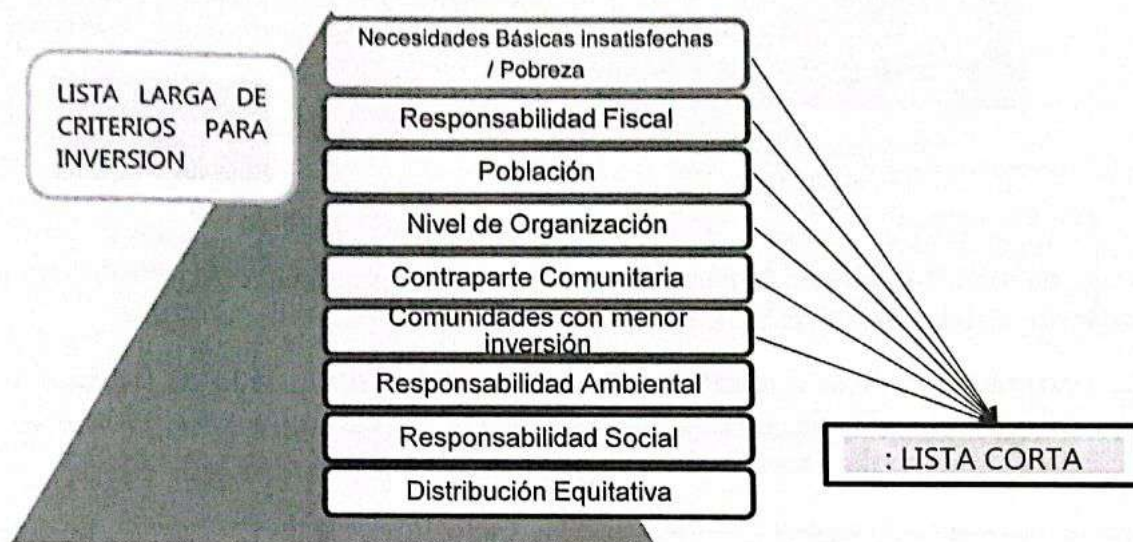 LISTA LARGA DE
CRITERIOS PARA
INVERSION
Necesidades Básicas insatisfechas
/ Pobreza
Responsabilidad Fiscal
Población
Nivel de Organización
Contraparte Comunitaria
Comunidades con menor
inversión
Responsabilidad Ambiental
Responsabilidad Social
Distribución Equitativa
: LISTA CORTA